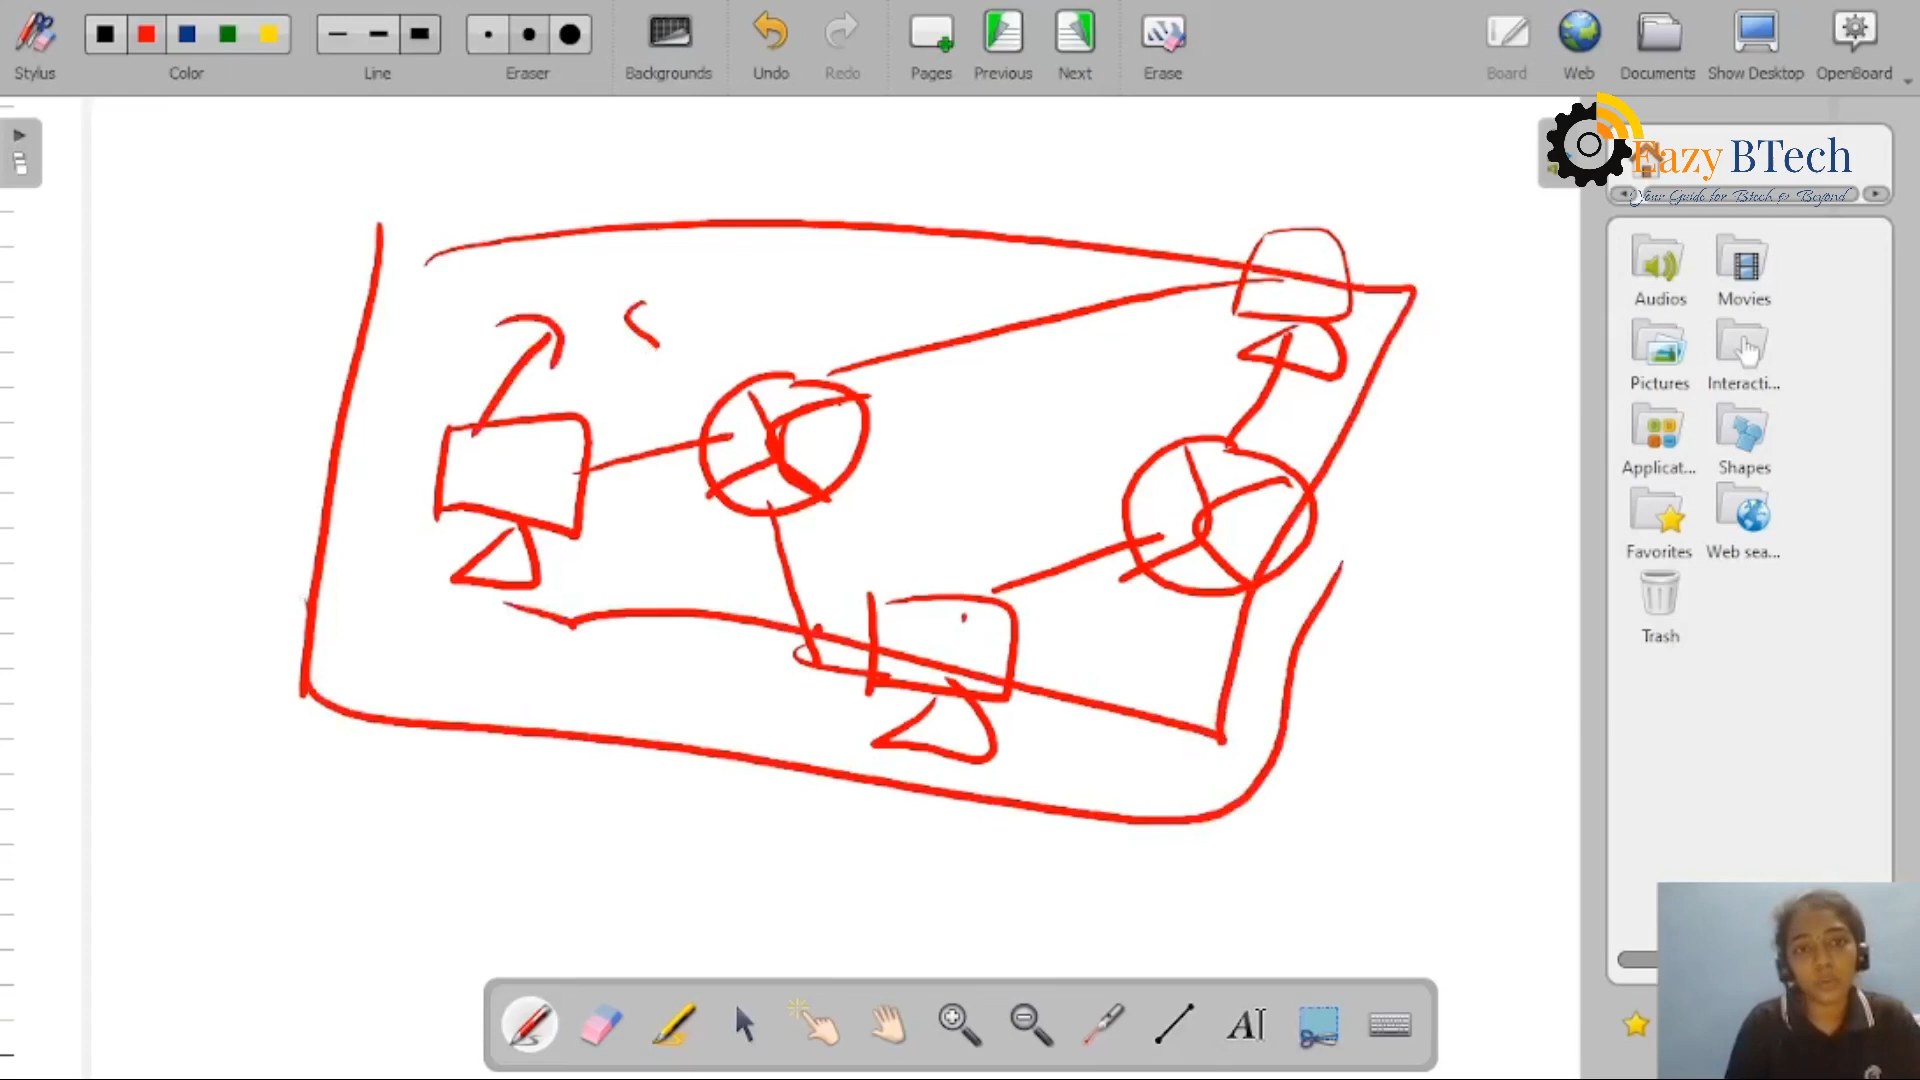 Stylus
Color
Line
Eraser
Backgrounds
Undo
Redo
Pages
Previous
Next
Erase
Board
Web
Documents
Show Desktop
OpenBoard
Eazy BTech
Your Guide for Btech & Beyond
Audios
Movies
Pictures
Interacti...
Applicat...
Shapes
Favorites
Web sea...
Trash
AI